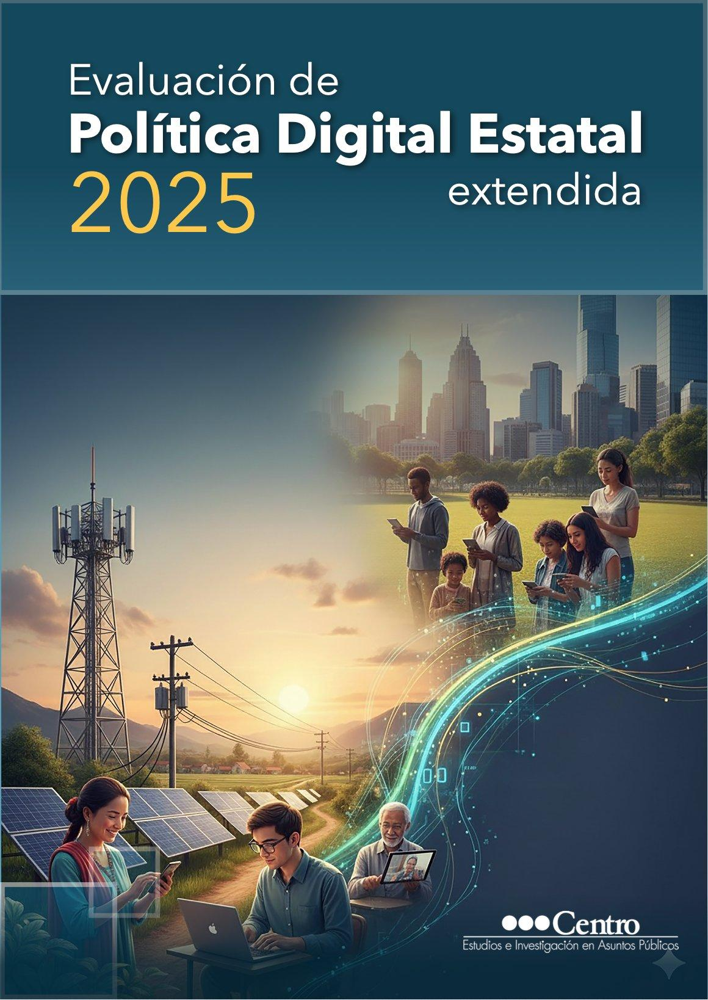 Evaluación de
Política Digital Estatal
2025
extendida
Centro
Estudios e Investigación en Asuntos Públicos